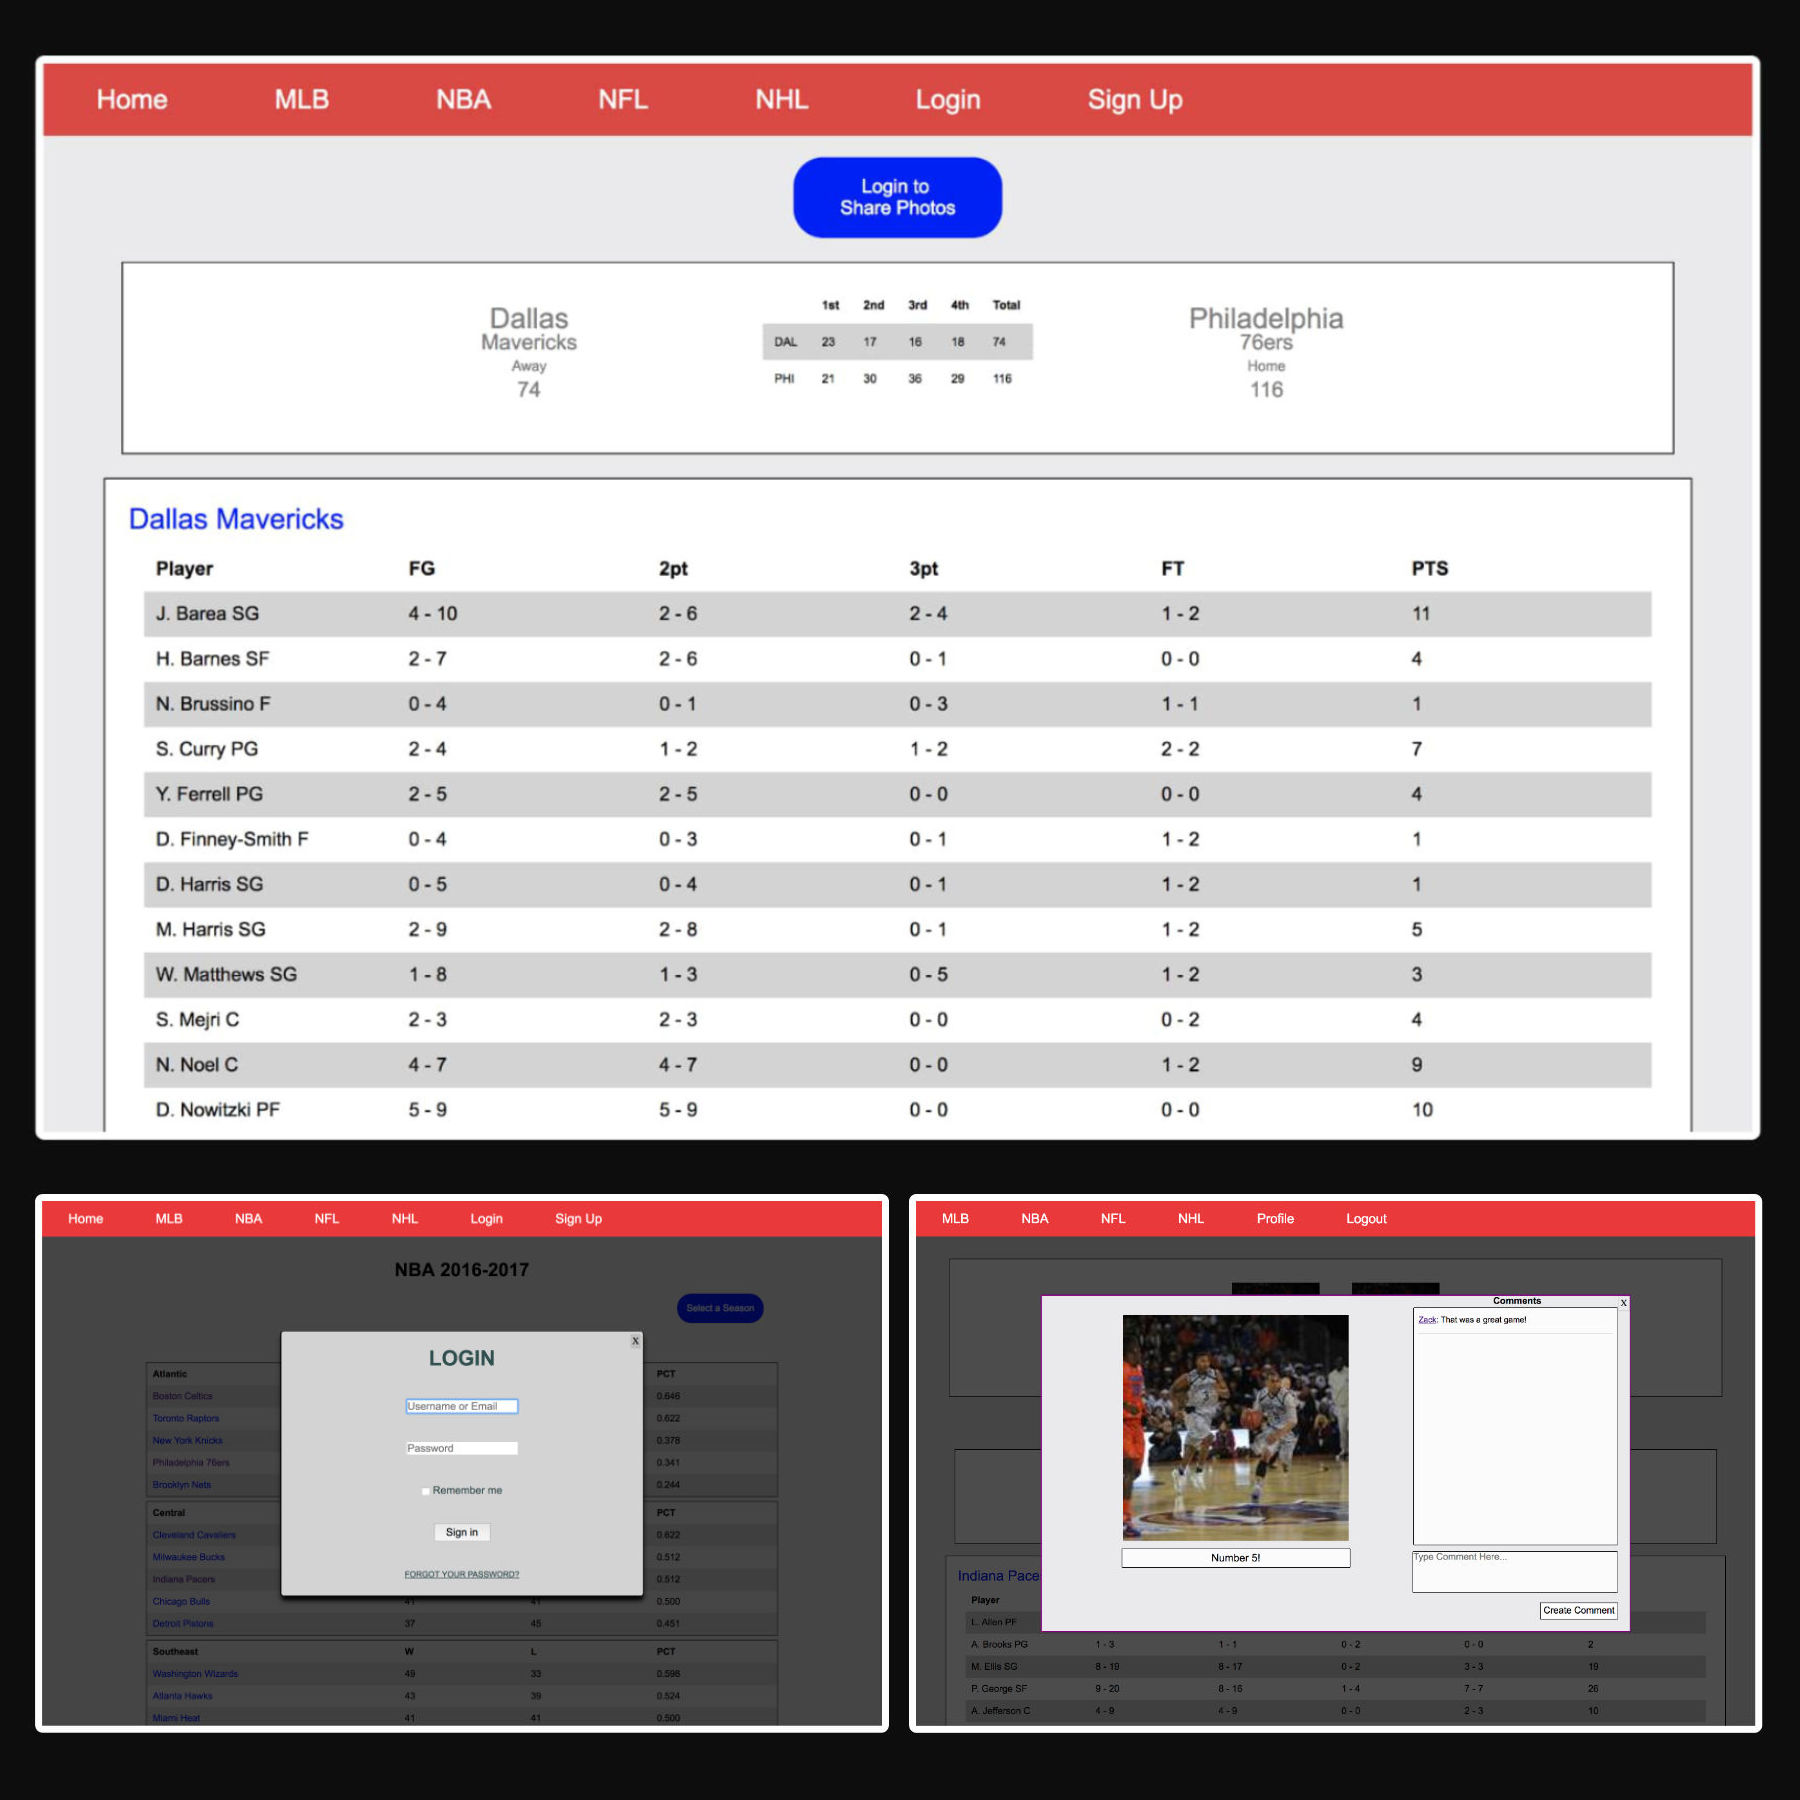 Home MLB NBA NFL NHL Login Sign Up
Login to
Share Photos
Dallas
Mavericks
Away
74
1st 2nd 3rd 4th Total
DAL 23 17 16 18 74
PHI 21 30 36 29 116
Philadelphia
76ers
Home
116
Dallas Mavericks
Player FG 2pt 3pt FT PTS
J. Barea SG 4 - 10 2 - 6 2 - 4 1 - 2 11
H. Barnes SF 2 - 7 2 - 6 0 - 1 0 - 0 4
N. Brussino F 0 - 4 0 - 1 0 - 3 1 - 1 1
S. Curry PG 2 - 4 1 - 2 1 - 2 2 - 2 7
Y. Ferrell PG 2 - 5 2 - 5 0 - 0 0 - 0 4
D. Finney-Smith F 0 - 4 0 - 3 0 - 1 1 - 2 1
D. Harris SG 0 - 5 0 - 4 0 - 1 1 - 2 1
M. Harris SG 2 - 9 2 - 8 0 - 1 1 - 2 5
W. Matthews SG 1 - 8 1 - 3 0 - 5 1 - 2 3
S. Mejri C 2 - 3 2 - 3 0 - 0 0 - 2 4
N. Noel C 4 - 7 4 - 7 0 - 0 1 - 2 9
D. Nowitzki PF 5 - 9 5 - 9 0 - 0 0 - 0 10
Home MLB NBA NFL NHL Login Sign Up
NBA 2016-2017
Select a Season
X
LOGIN
Username or Email
Password
Remember me
Sign in
FORGOT YOUR PASSWORD?
Atlantic PCT
Boston Celtics 0.646
Toronto Raptors 0.622
New York Knicks 0.378
Philadelphia 76ers 0.341
Brooklyn Nets 0.244
Central PCT
Cleveland Cavaliers 0.622
Milwaukee Bucks 0.512
Indiana Pacers 0.512
Chicago Bulls 41 41 0.500
Detroit Pistons 37 45 0.451
Southeast W L PCT
Washington Wizards 49 33 0.598
Atlanta Hawks 43 39 0.524
Miami Heat 41 41 0.500
MLB NBA NFL NHL Profile Logout
Comments
X
Zack: That was a great game!
Number 5!
Type Comment Here...
Create Comment
Indiana Pace
Player
L. Allen PF
A. Brooks PG 1 - 3 1 - 1 0 - 2 0 - 0 2
M. Ellis SG 8 - 19 8 - 17 0 - 2 3 - 3 19
P. George SF 9 - 20 8 - 16 1 - 4 7 - 7 26
A. Jefferson C 4 - 9 4 - 9 0 - 0 2 - 3 10